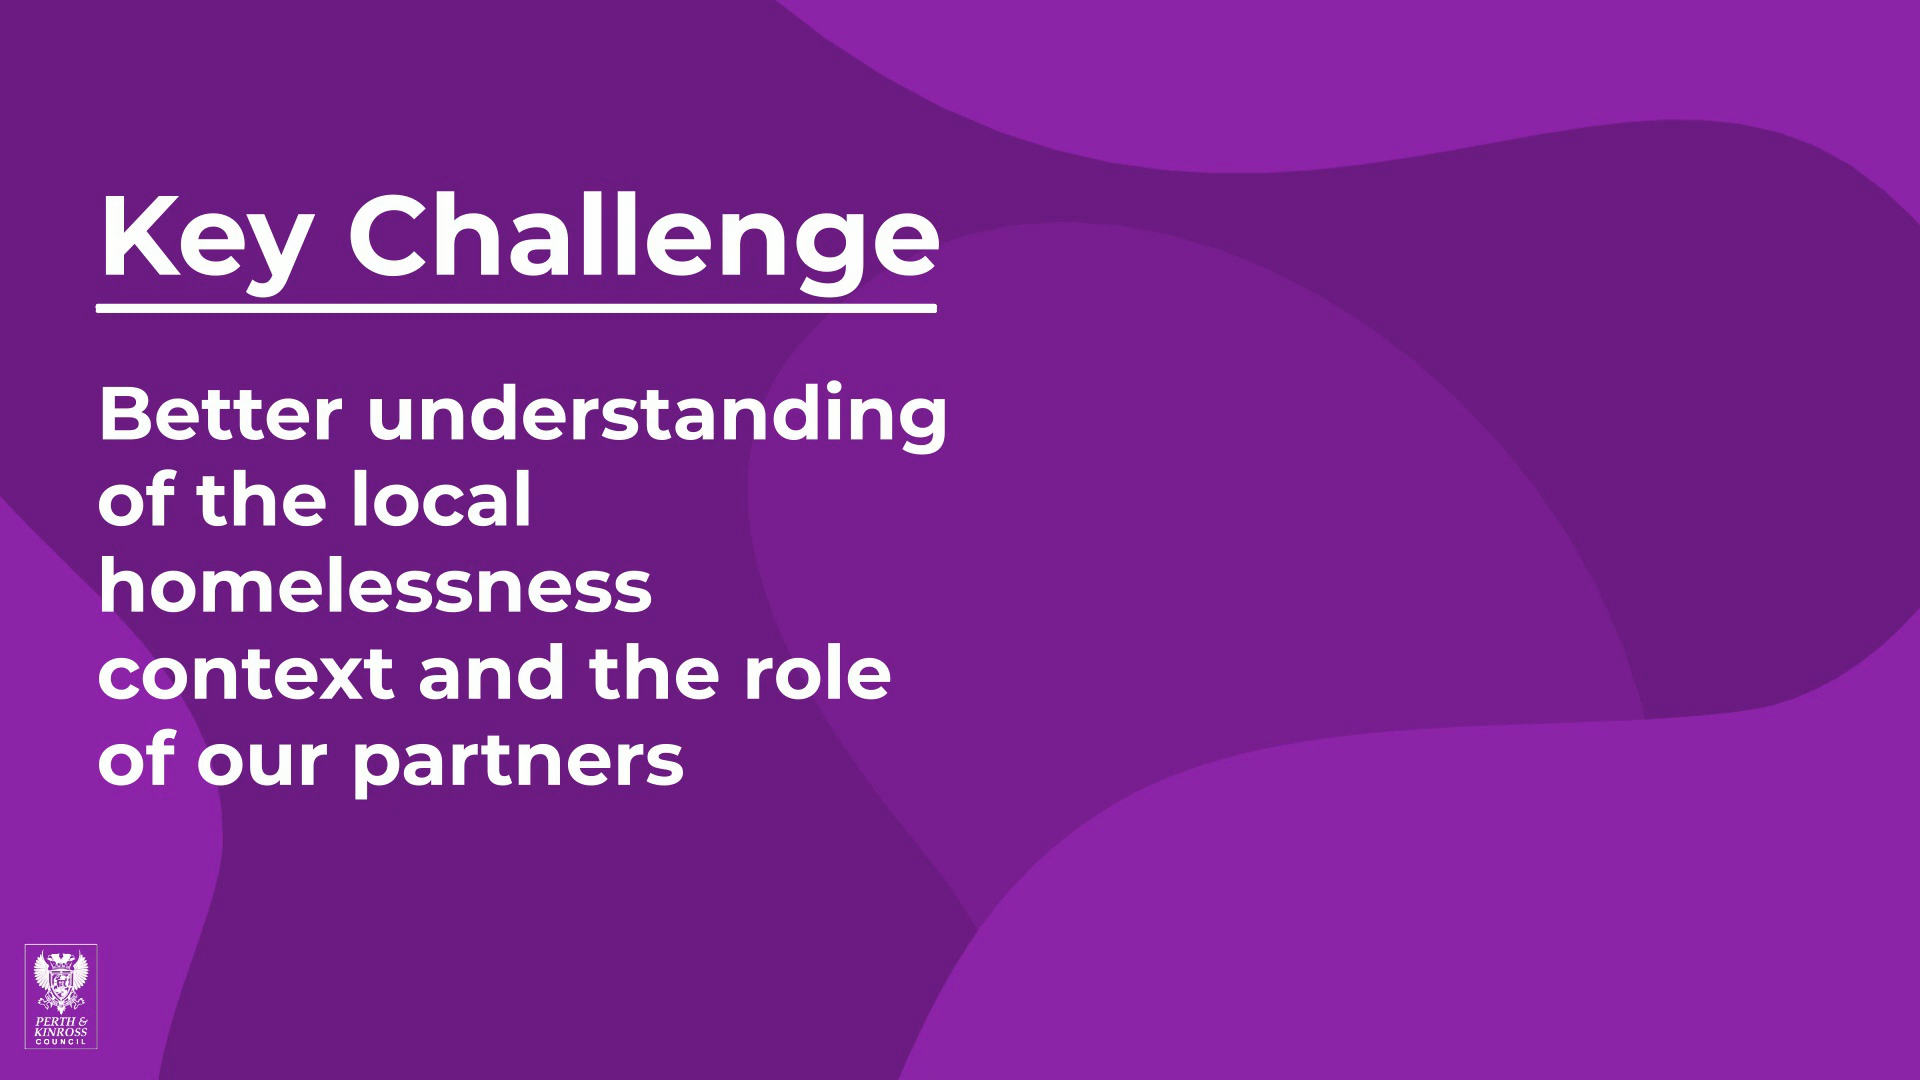 Key Challenge
Better understanding
of the local
homelessness
context and the role
of our partners
PERTH &
KINROSS
COUNCIL